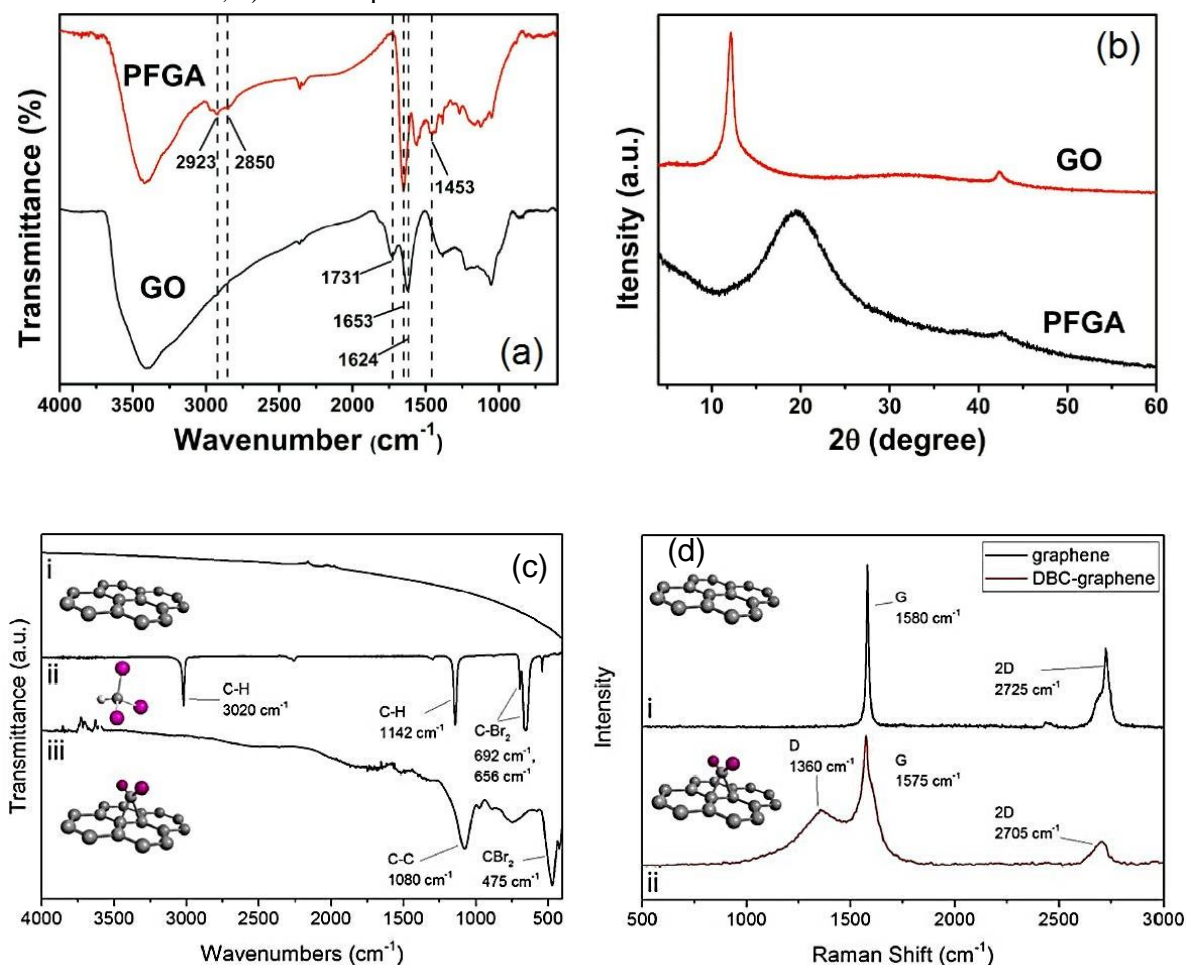 (a)
PFGA
2923
2850
1453
GO
1731
1653
1624
Transmittance (%)
4000 3500 3000 2500 2000 1500 1000
Wavenumber (cm⁻¹)
(b)
GO
PFGA
Itensity (a.u.)
10 20 30 40 50 60
2θ (degree)
(c)
i
ii
C-H
3020 cm⁻¹
C-H
1142 cm⁻¹
C-Br₂
692 cm⁻¹,
656 cm⁻¹
iii
C-C
1080 cm⁻¹
CBr₂
475 cm⁻¹
Transmittance (a.u.)
4000 3500 3000 2500 2000 1500 1000 500
Wavenumbers (cm⁻¹)
(d)
graphene
DBC-graphene
G
1580 cm⁻¹
2D
2725 cm⁻¹
i
D
1360 cm⁻¹
G
1575 cm⁻¹
2D
2705 cm⁻¹
ii
Intensity
500 1000 1500 2000 2500 3000
Raman Shift (cm⁻¹)